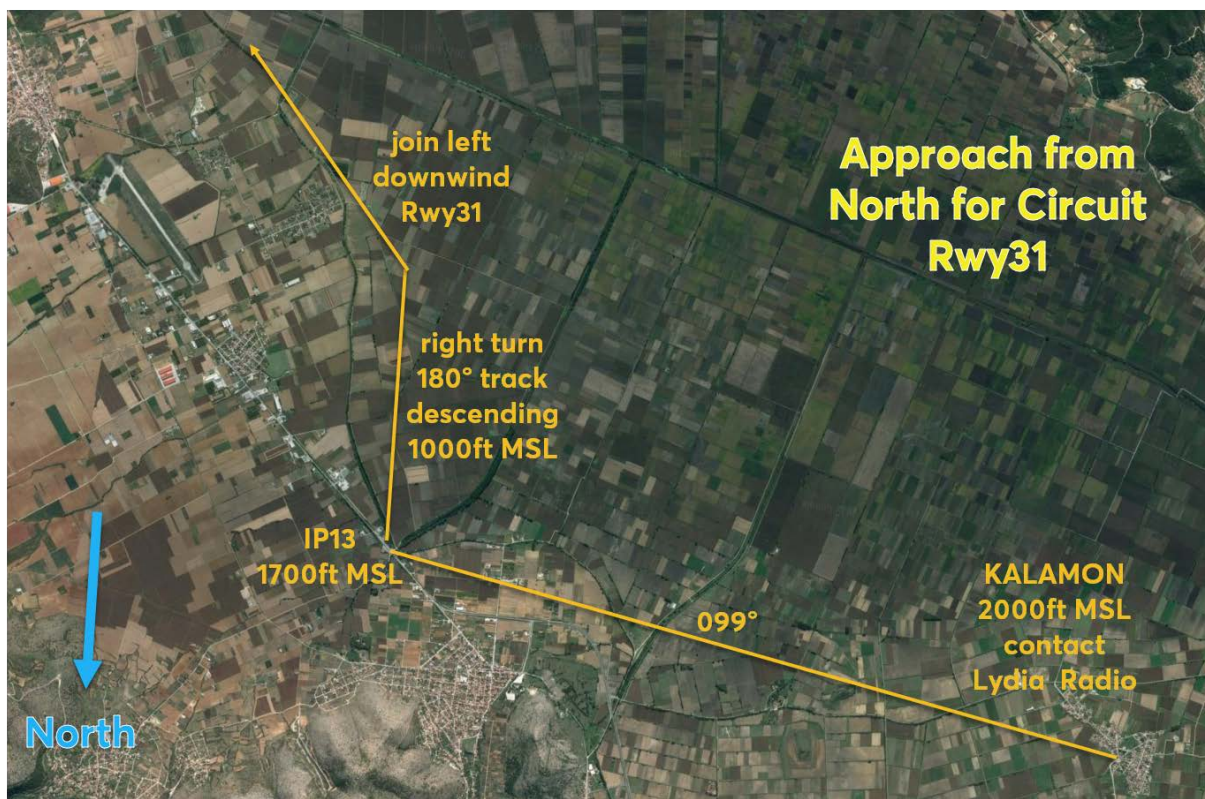 Approach from
North for Circuit
Rwy31
join left
downwind
Rwy31
right turn
180° track
descending
1000ft MSL
IP13
1700ft MSL
099°
KALAMON
2000ft MSL
contact
Lydia Radio
North